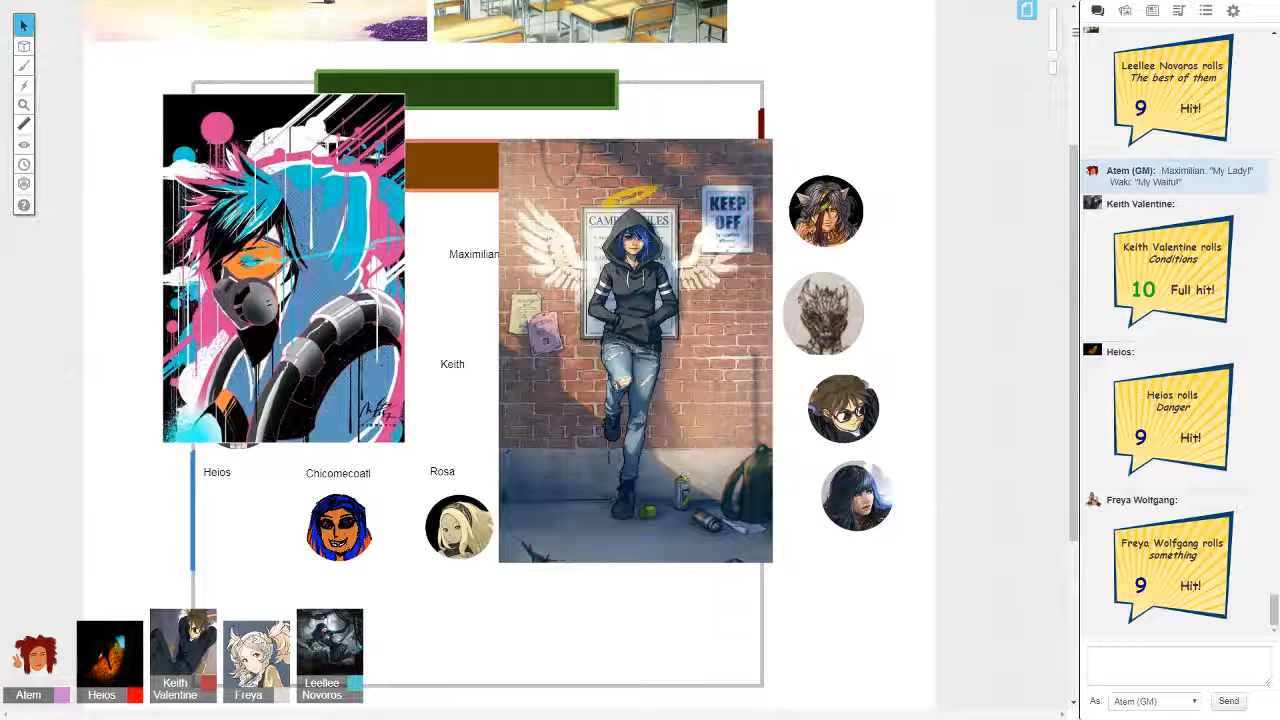 Leellee Novoros rolls
The best of them
9 Hit!
Atem (GM): Maximilian: "My Lady!"
Waki: "My Waifu!"
Keith Valentine:
Keith Valentine rolls
Conditions
10 Full hit!
Heios:
Heios rolls
Danger
9 Hit!
Freya Wolfgang:
Freya Wolfgang rolls
something
9 Hit!
As: Atem (GM) Send
KEEP
OFF
Maximilian
Keith
Heios
Chicomecoatl
Rosa
Atem
Heios
Keith
Valentine
Freya
Leellee
Novoros